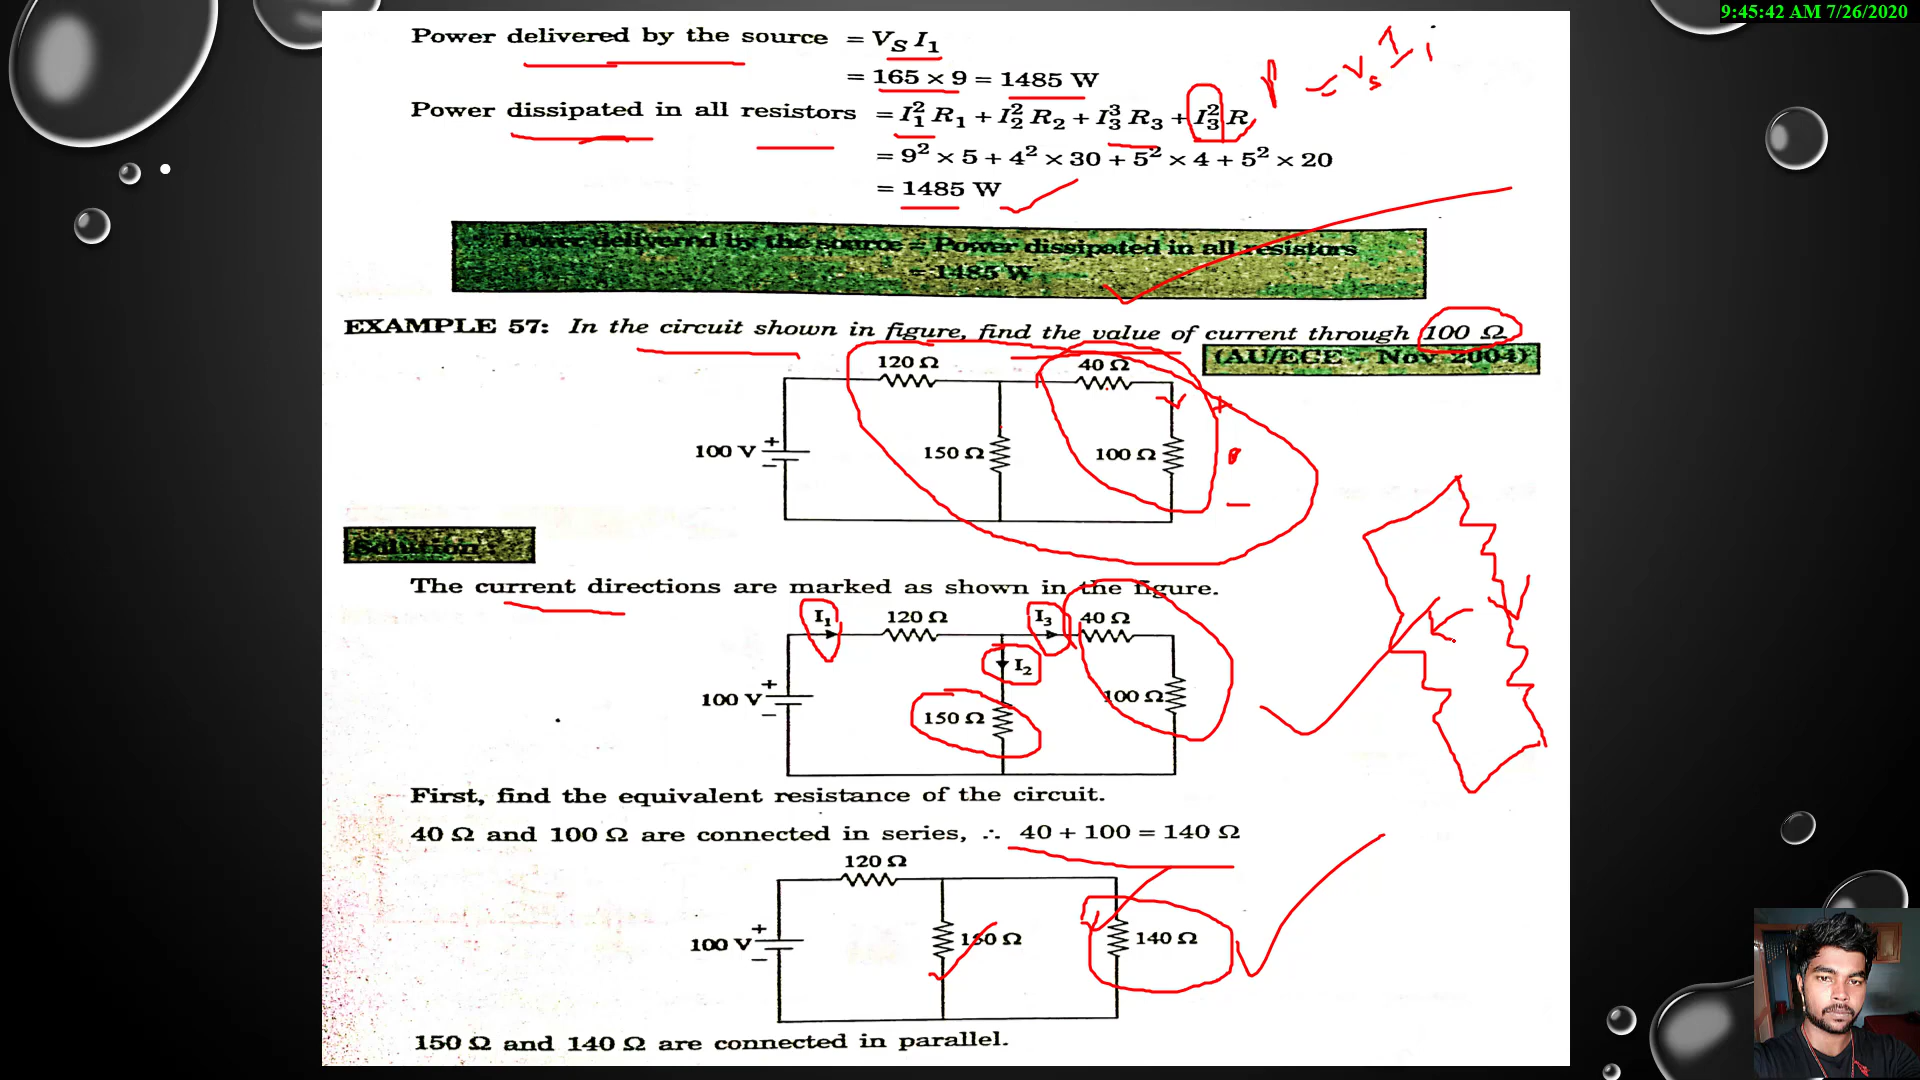 9:45:42 AM 7/26/2020
Power delivered by the source = V_S I_1
= 165 × 9 = 1485 W
P = V_s I_1
Power dissipated in all resistors = I_1^2 R_1 + I_2^2 R_2 + I_3^3 R_3 + I_3^2 R
= 9^2 × 5 + 4^2 × 30 + 5^2 × 4 + 5^2 × 20
= 1485 W
Power delivered by the source = Power dissipated in all resistors
= 1485 W
EXAMPLE 57: In the circuit shown in figure, find the value of current through 100 Ω.
(AU/ECE - Nov 2004)
120 Ω 40 Ω
100 V + − 150 Ω 100 Ω + −
Solution :
The current directions are marked as shown in the figure.
I_1 120 Ω I_3 40 Ω
I_2
100 V + − 150 Ω 100 Ω
First, find the equivalent resistance of the circuit.
40 Ω and 100 Ω are connected in series, ∴ 40 + 100 = 140 Ω
120 Ω
100 V + − 150 Ω 140 Ω
150 Ω and 140 Ω are connected in parallel.